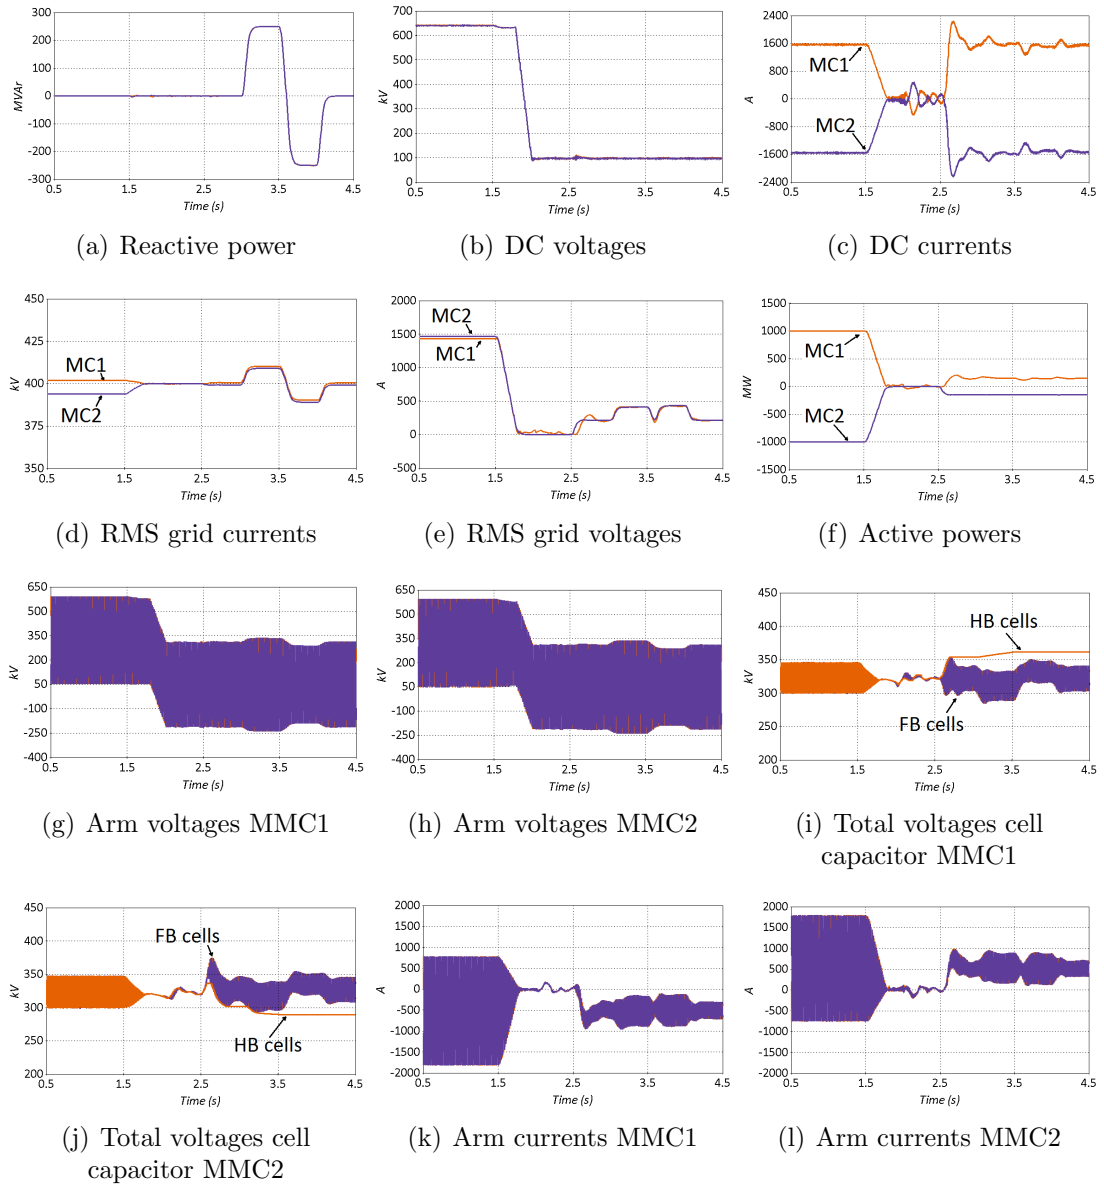 300
200
100
0
-100
-200
-300
MVAr
0.5 1.5 2.5 3.5 4.5
Time (s)
(a) Reactive power
700
600
500
400
300
200
100
0
kV
0.5 1.5 2.5 3.5 4.5
Time (s)
(b) DC voltages
2400
1600
800
0
-800
-1600
-2400
A
MC1
MC2
0.5 1.5 2.5 3.5 4.5
Time (s)
(c) DC currents
450
425
400
375
350
kV
MC1
MC2
0.5 1.5 2.5 3.5 4.5
Time (s)
(d) RMS grid currents
2000
1500
1000
500
0
-500
A
MC2
MC1
0.5 1.5 2.5 3.5 4.5
Time (s)
(e) RMS grid voltages
1500
1000
500
0
-500
-1000
-1500
MW
MC1
MC2
0.5 1.5 2.5 3.5 4.5
Time (s)
(f) Active powers
650
500
350
200
50
-100
-250
-400
kV
0.5 1.5 2.5 3.5 4.5
Time (s)
(g) Arm voltages MMC1
650
500
350
200
50
-100
-250
-400
kV
0.5 1.5 2.5 3.5 4.5
Time (s)
(h) Arm voltages MMC2
450
400
350
300
250
200
kV
HB cells
FB cells
0.5 1.5 2.5 3.5 4.5
Time (s)
(i) Total voltages cell
capacitor MMC1
450
400
350
300
250
200
kV
FB cells
HB cells
0.5 1.5 2.5 3.5 4.5
Time (s)
(j) Total voltages cell
capacitor MMC2
2000
1500
1000
500
0
-500
-1000
-1500
-2000
A
0.5 1.5 2.5 3.5 4.5
Time (s)
(k) Arm currents MMC1
2000
1500
1000
500
0
-500
-1000
-1500
-2000
A
0.5 1.5 2.5 3.5 4.5
Time (s)
(l) Arm currents MMC2